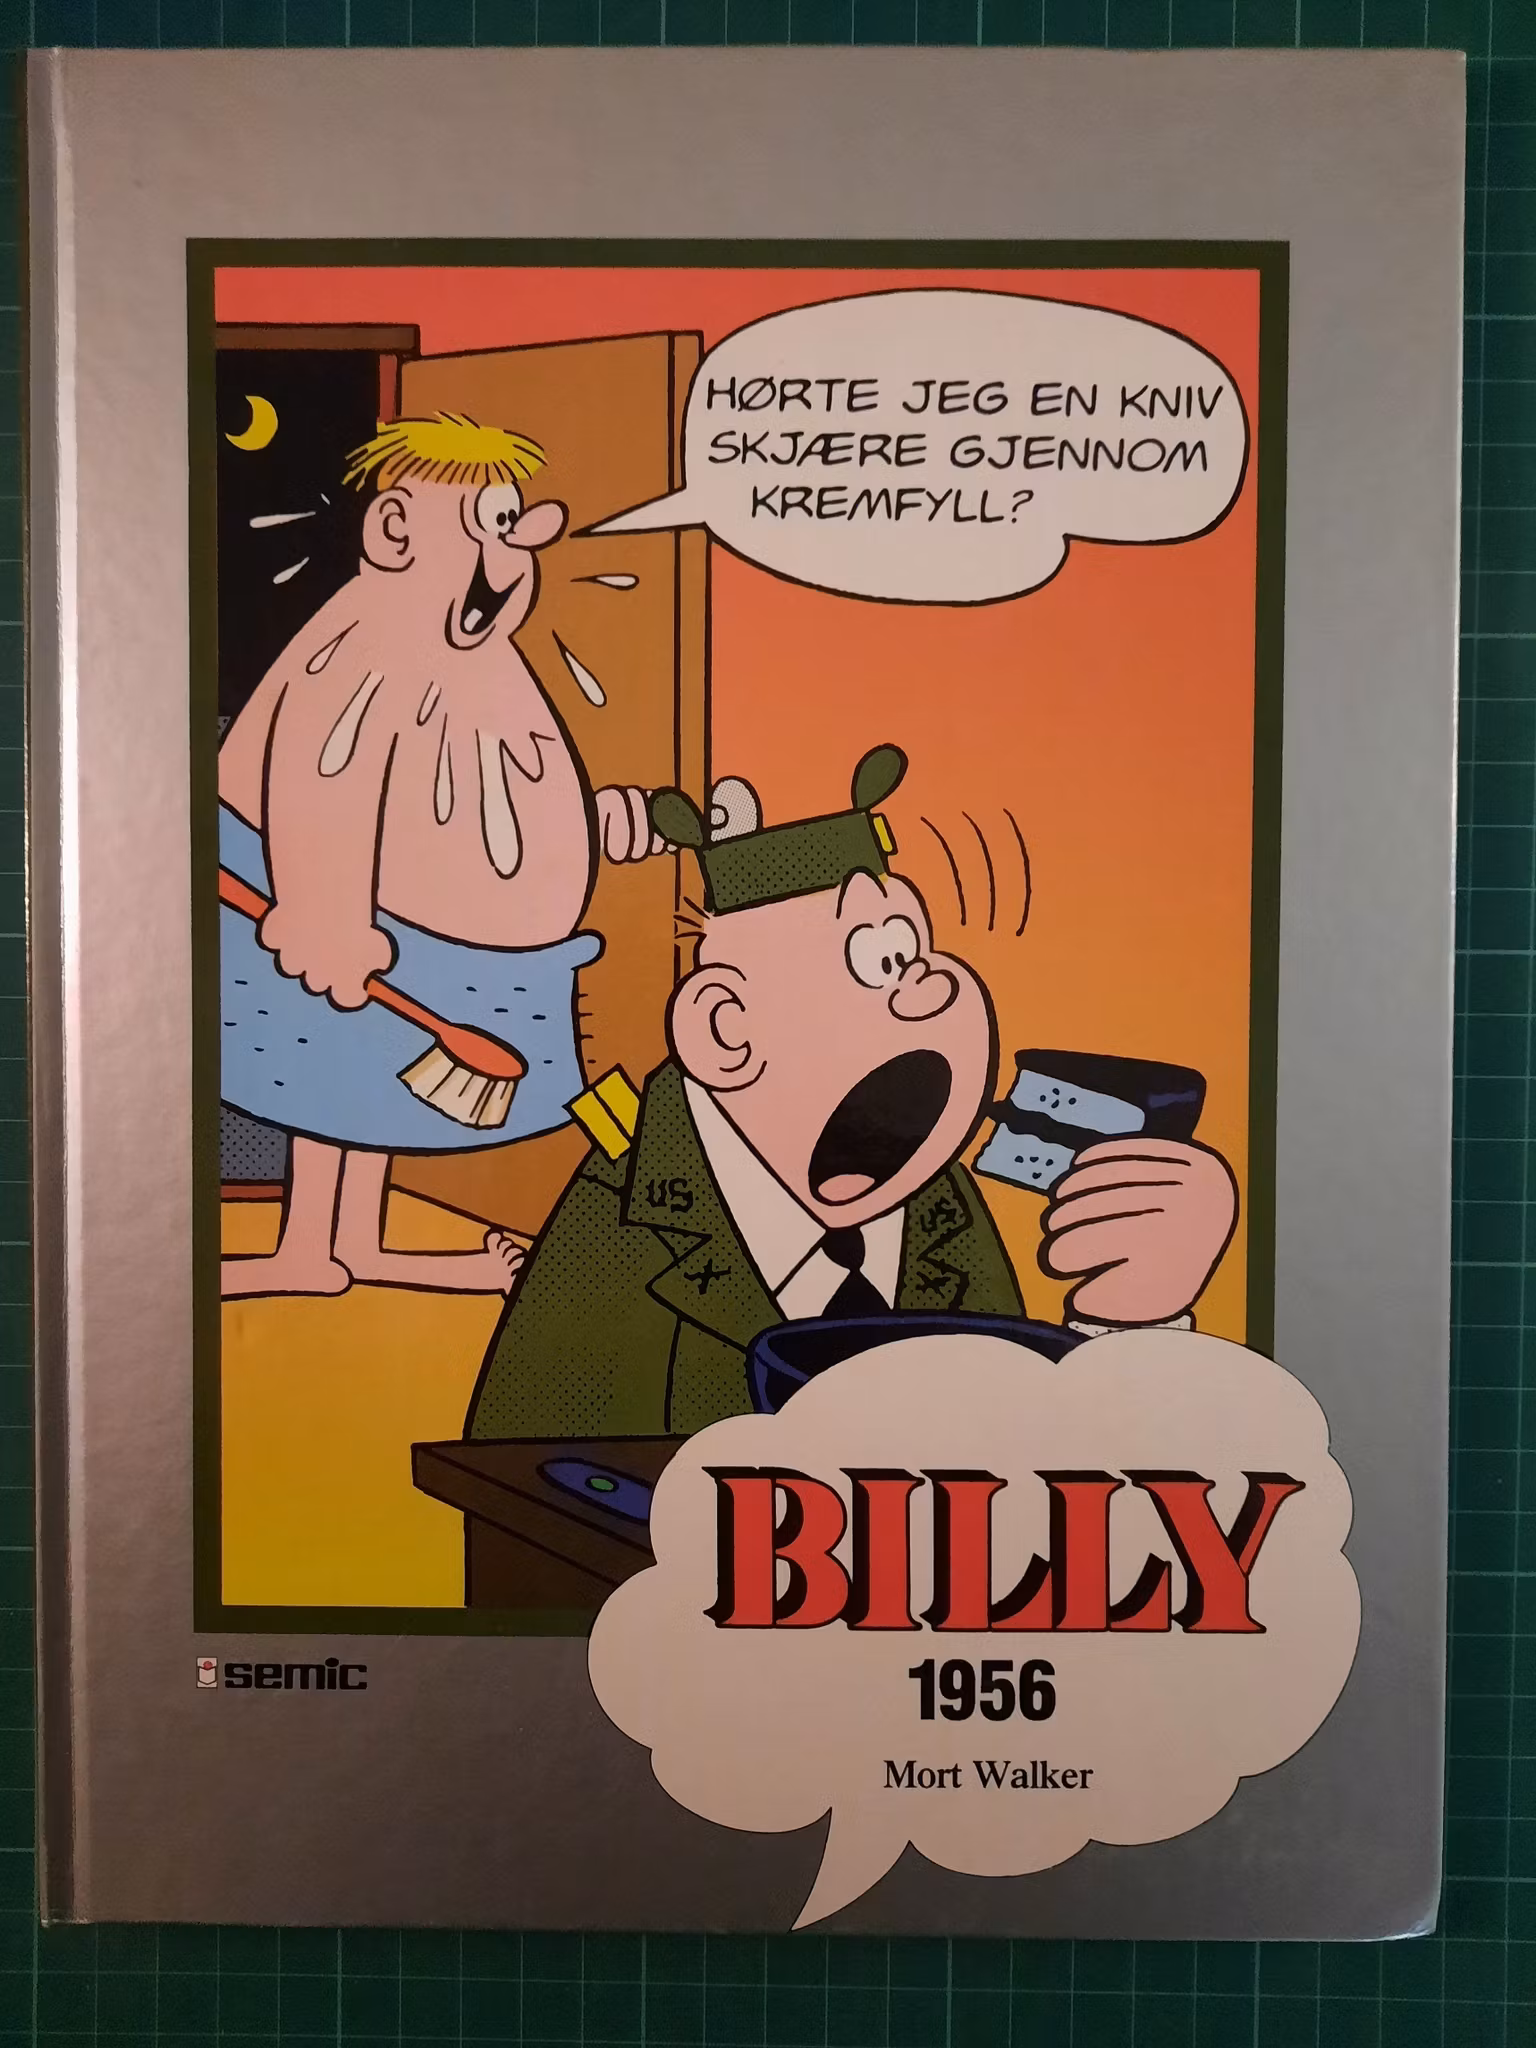 HØRTE JEG EN KNIV
SKJÆRE GJENNOM
KREMFYLL?
US
US
BILLY
1956
Mort Walker
semic